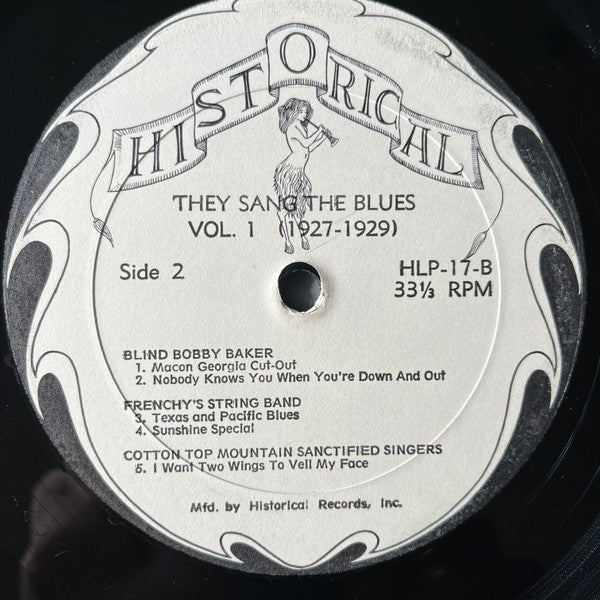 HISTORICAL
THEY SANG THE BLUES
VOL. 1 (1927-1929)
Side 2
HLP-17-B
33⅓ RPM
BLIND BOBBY BAKER
1. Macon Georgia Cut-Out
2. Nobody Knows You When You're Down And Out
FRENCHY'S STRING BAND
3. Texas and Pacific Blues
4. Sunshine Special
COTTON TOP MOUNTAIN SANCTIFIED SINGERS
5. I Want Two Wings To Veil My Face
Mfd. by Historical Records, Inc.